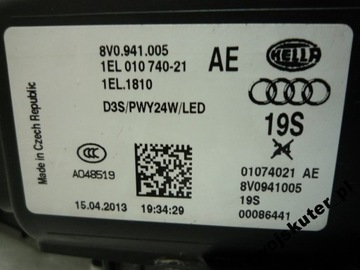 8V0.941.005
1EL 010 740-21
AE
HELLA
1EL.1810
D3S/PWY24W/LED
19S
Made in Czech Republic
CCC
A048519
01074021 AE
8V0941005
19S
00086441
15.04.2013
19:34:29